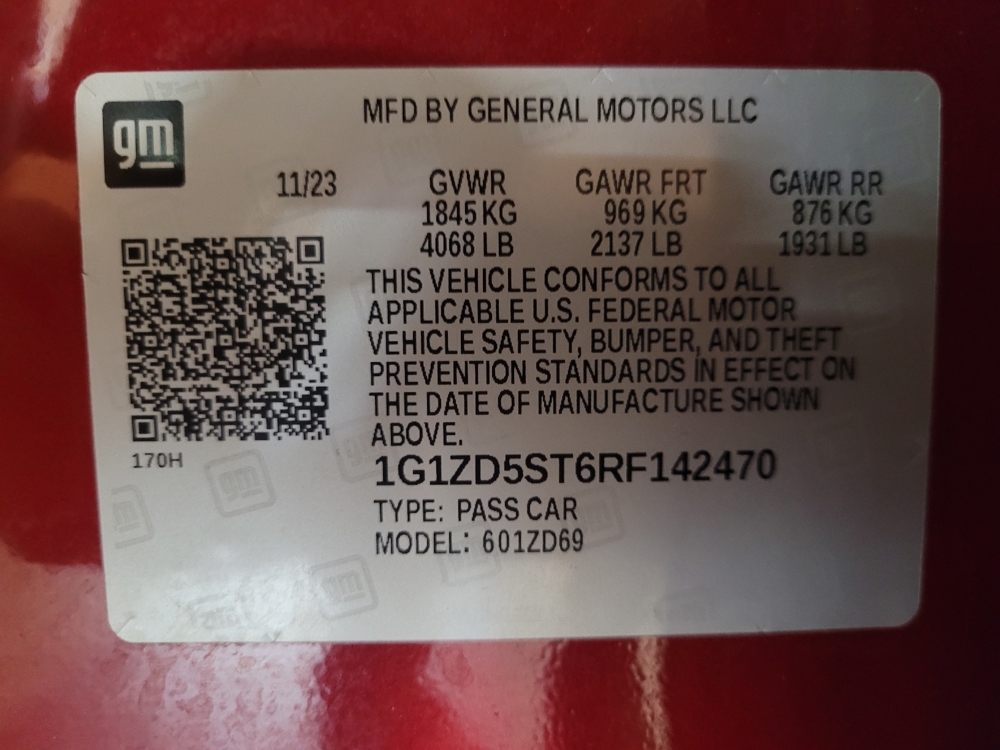 gm
MFD BY GENERAL MOTORS LLC
11/23 GVWR GAWR FRT GAWR RR
1845 KG 969 KG 876 KG
4068 LB 2137 LB 1931 LB
THIS VEHICLE CONFORMS TO ALL
APPLICABLE U.S. FEDERAL MOTOR
VEHICLE SAFETY, BUMPER, AND THEFT
PREVENTION STANDARDS IN EFFECT ON
THE DATE OF MANUFACTURE SHOWN
ABOVE.
170H
1G1ZD5ST6RF142470
TYPE: PASS CAR
MODEL: 601ZD69